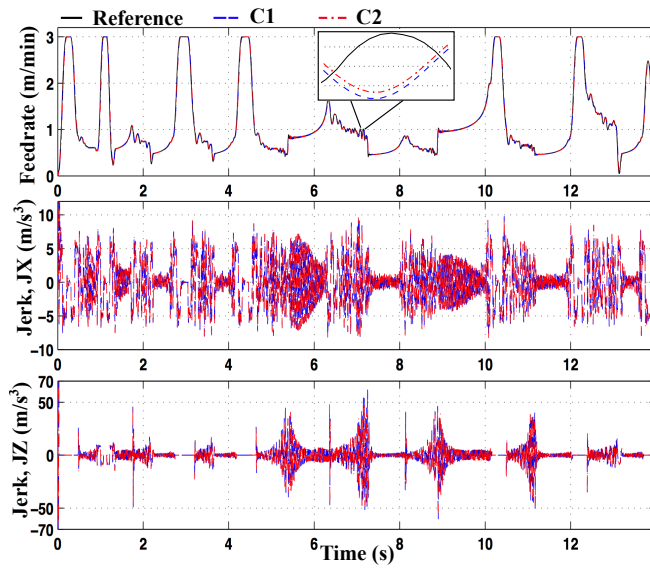 Reference C1 C2
Feedrate (m/min)
3
2
1
0
0 2 4 6 8 10 12
Jerk, JX (m/s³)
10
5
0
-5
-10
0 2 4 6 8 10 12
Jerk, JZ (m/s³)
70
50
0
-50
-70
0 2 4 6 8 10 12
Time (s)